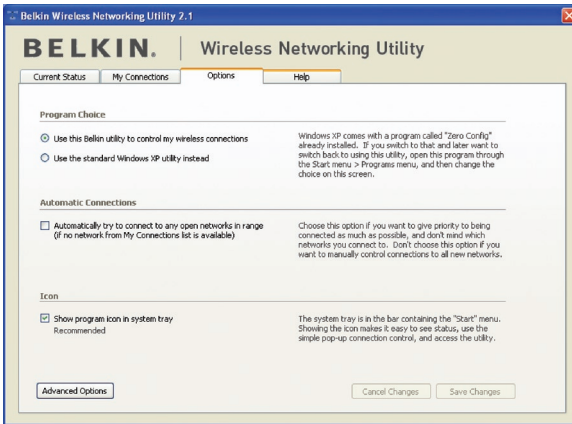 Belkin Wireless Networking Utility 2.1
BELKIN. Wireless Networking Utility
Current Status My Connections Options Help
Program Choice
Use this Belkin utility to control my wireless connections
Use the standard Windows XP utility instead
Windows XP comes with a program called "Zero Config"
already installed. If you switch to that and later want to
switch back to using this utility, open this program through
the Start menu > Programs menu, and then change the
choice on this screen.
Automatic Connections
Automatically try to connect to any open networks in range
(if no network from My Connections list is available)
Choose this option if you want to give priority to being
connected as much as possible, and don't mind which
networks you connect to. Don't choose this option if you
want to manually control connections to all new networks.
Icon
Show program icon in system tray
Recommended
The system tray is in the bar containing the "Start" menu.
Showing the icon makes it easy to see status, use the
simple pop-up connection control, and access the utility.
Advanced Options Cancel Changes Save Changes